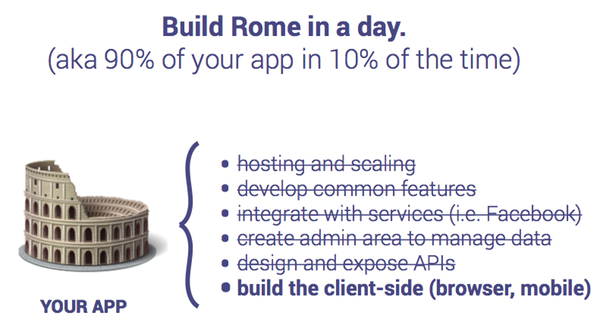 Build Rome in a day.
(aka 90% of your app in 10% of the time)
• hosting and scaling
• develop common features
• integrate with services (i.e. Facebook)
• create admin area to manage data
• design and expose APIs
• build the client-side (browser, mobile)
YOUR APP